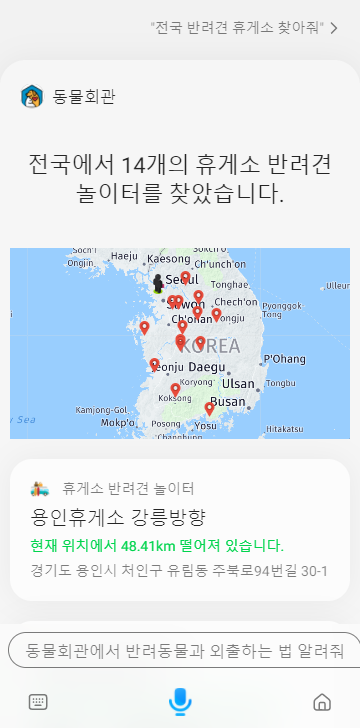 "전국 반려견 휴게소 찾아줘"
동물회관
전국에서 14개의 휴게소 반려견
놀이터를 찾았습니다.
Sokch'o
Haeju
Kaesong
Ongjin
Ch'unch'on
Seoul
Tonghae
Ulleur
Suwon
Chech'on
Pyonggok-
Tong
Ch'onan
ongju
KOREA
P'Ohang
Jeonju
Daegu
Koryong'
Ulsan
Tongbu
Koksong
Busan
Kamjong-Gol
Mokp'o
Posong
Yosu
Hitakatsu
w Sea
Changhung
휴게소 반려견 놀이터
용인휴게소 강릉방향
현재 위치에서 48.41km 떨어져 있습니다.
경기도 용인시 처인구 유림동 주북로94번길 30-1
동물회관에서 반려동물과 외출하는 법 알려줘